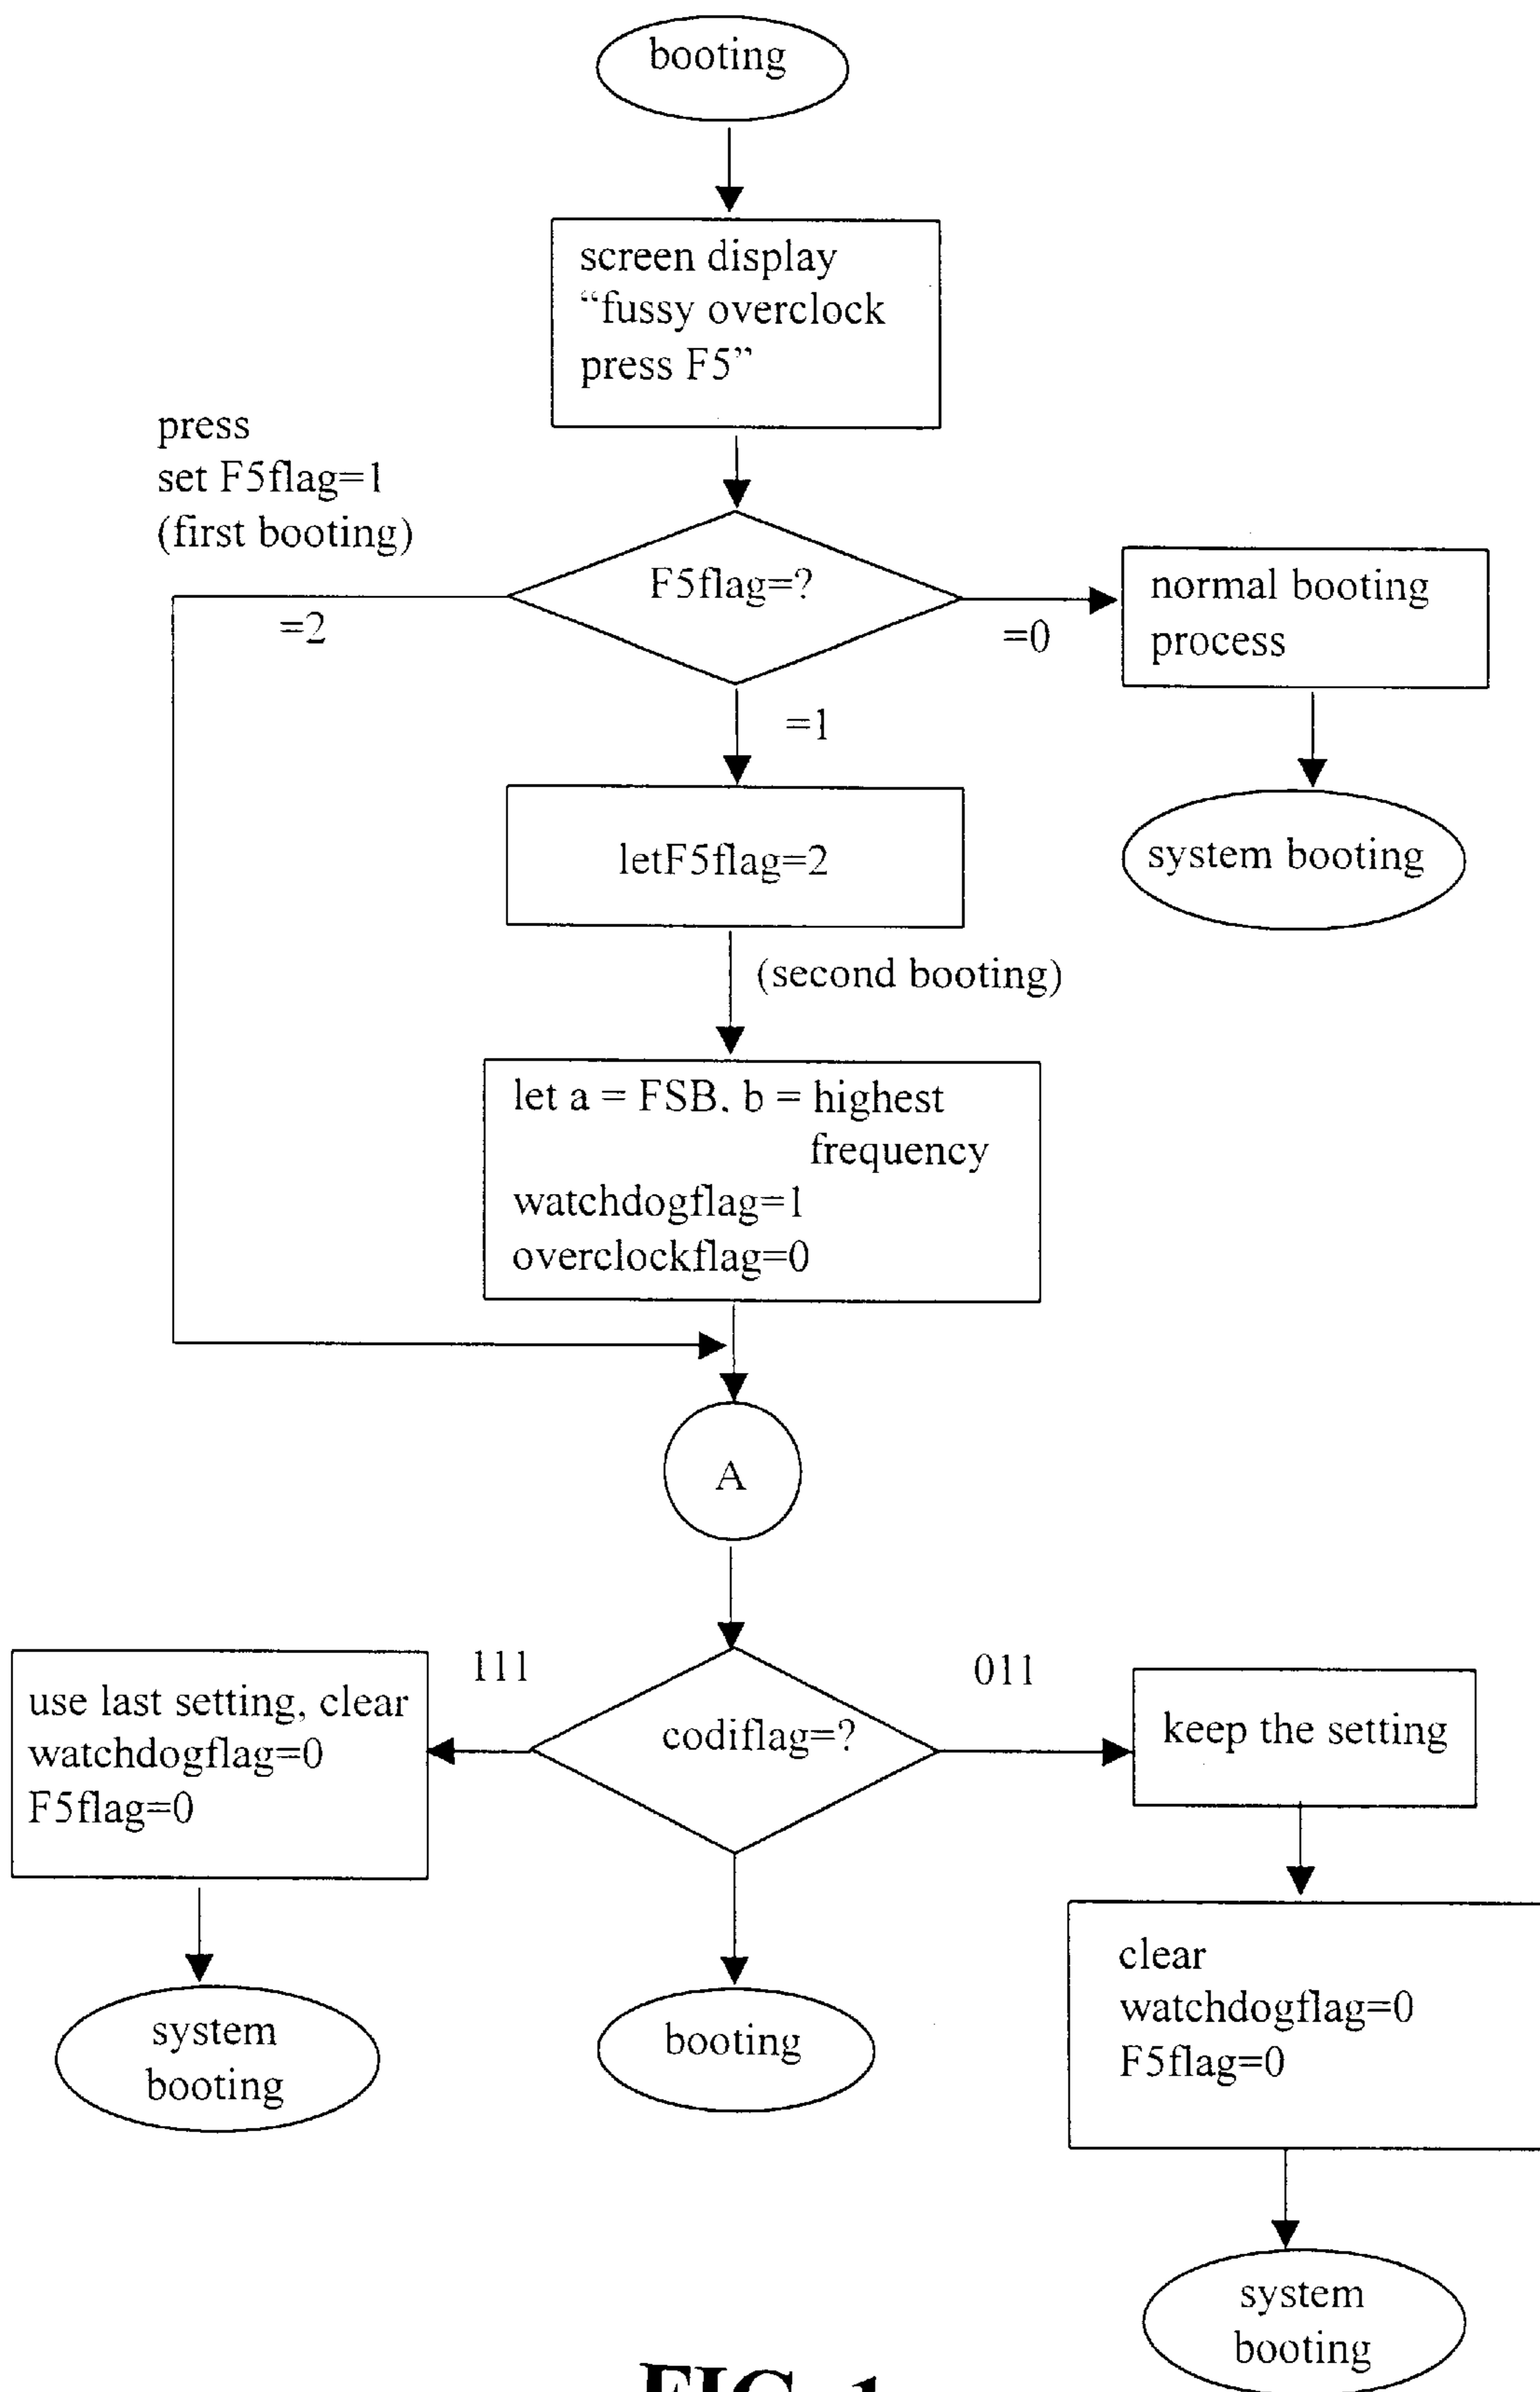 booting
screen display
“fussy overclock
press F5”
press
set F5flag=1
(first booting)
F5flag=?
=2
=0
normal booting
process
=1
system booting
letF5flag=2
(second booting)
let a = FSB. b = highest
frequency
watchdogflag=1
overclockflag=0
A
111
codiflag=?
011
use last setting, clear
watchdogflag=0
F5flag=0
keep the setting
system
booting
booting
clear
watchdogflag=0
F5flag=0
system
booting
FIG. 1